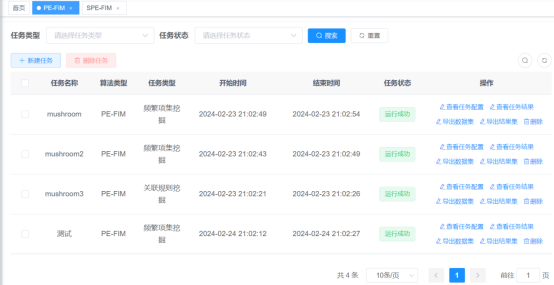 首页 PE-FIM × SPE-FIM ×
任务类型 请选择任务类型 任务状态 请选择任务状态 搜索 重置
+ 新建任务 删除任务
任务名称 算法类型 任务类型 开始时间 结束时间 任务状态 操作
mushroom PE-FIM 频繁项集挖掘 2024-02-23 21:02:49 2024-02-23 21:02:54 运行成功 查看任务配置 查看任务结果
导出数据集 导出结果集 删除
mushroom2 PE-FIM 频繁项集挖掘 2024-02-23 21:02:43 2024-02-23 21:02:49 运行成功 查看任务配置 查看任务结果
导出数据集 导出结果集 删除
mushroom3 PE-FIM 关联规则挖掘 2024-02-23 21:02:21 2024-02-23 21:02:26 运行成功 查看任务配置 查看任务结果
导出数据集 导出结果集 删除
测试 PE-FIM 频繁项集挖掘 2024-02-24 21:02:12 2024-02-24 21:02:27 运行成功 查看任务配置 查看任务结果
导出数据集 导出结果集 删除
共 4 条 10条/页 < 1 > 前往 1 页